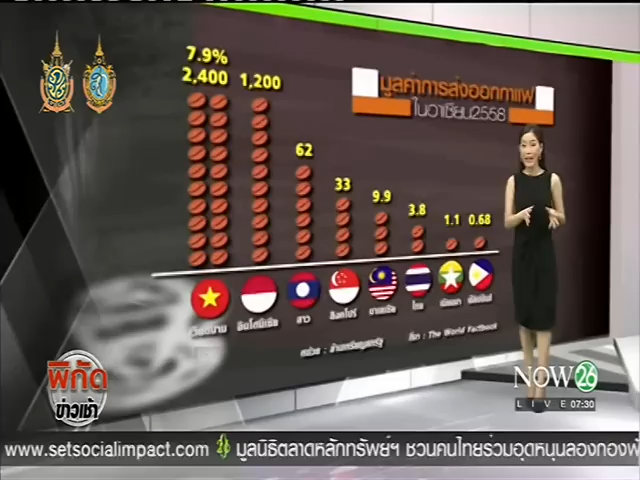 7.9%
2,400 1,200
62
33
9.9
3.8
1.1
0.68
มูลค่าการส่งออกกาแฟ
ในอาเซียน2558
เวียดนาม อินโดนีเซีย ลาว สิงคโปร์ มาเลเซีย ไทย เมียนมา ฟิลิปปินส์
หน่วย : ล้านเหรียญสหรัฐ ที่มา : The World Factbook
พิกัด
ข่าวเช้า
NOW26
LIVE 07:30
www.setsocialimpact.com มูลนิธิตลาดหลักทรัพย์ฯ ชวนคนไทยร่วมอุดหนุนลองกอง